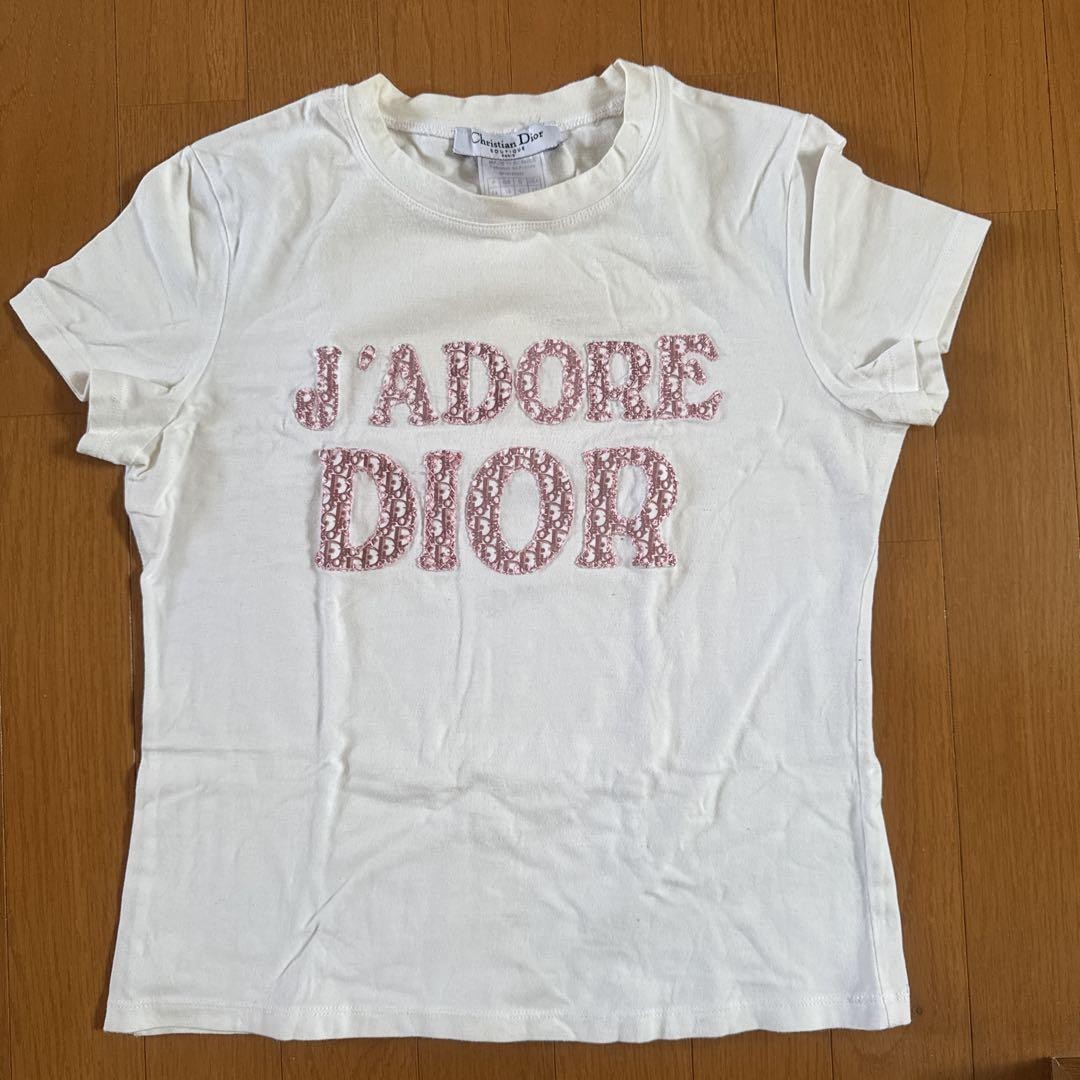 Christian Dior
BOUTIQUE
PARIS
J'ADORE
DIOR